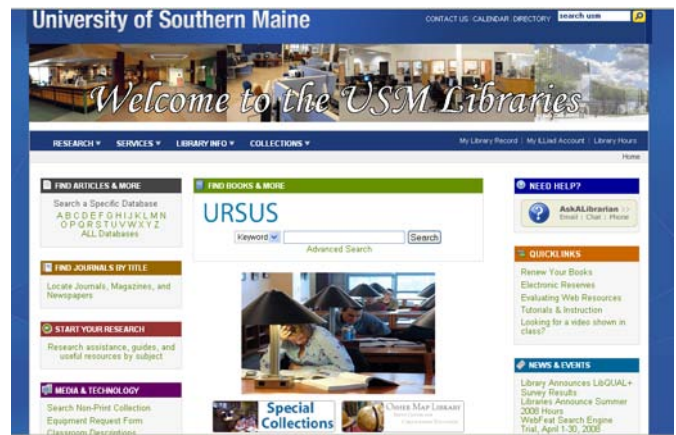 University of Southern Maine
CONTACT US CALENDAR DIRECTORY search usm
Welcome to the USM Libraries
RESEARCH SERVICES LIBRARY INFO COLLECTIONS
My Library Record | My ILLiad Account | Library Hours
Home
FIND ARTICLES & MORE
Search a Specific Database
A B C D E F G H I J K L M N
O P Q R S T U V W X Y Z
ALL Databases
FIND JOURNALS BY TITLE
Locate Journals, Magazines, and
Newspapers
START YOUR RESEARCH
Research assistance, guides, and
useful resources by subject
MEDIA & TECHNOLOGY
Search Non-Print Collection
Equipment Request Form
Classroom Descriptions
FIND BOOKS & MORE
URSUS
Keyword Search
Advanced Search
Special
Collections
OSHER MAP LIBRARY
NEED HELP?
AskALibrarian >>
Email | Chat | Phone
QUICKLINKS
Renew Your Books
Electronic Reserves
Evaluating Web Resources
Tutorials & Instruction
Looking for a video shown in
class?
NEWS & EVENTS
Library Announces LibQUAL+
Survey Results
Libraries Announce Summer
2008 Hours
WebFeat Search Engine
Trial, April 1-30, 2008